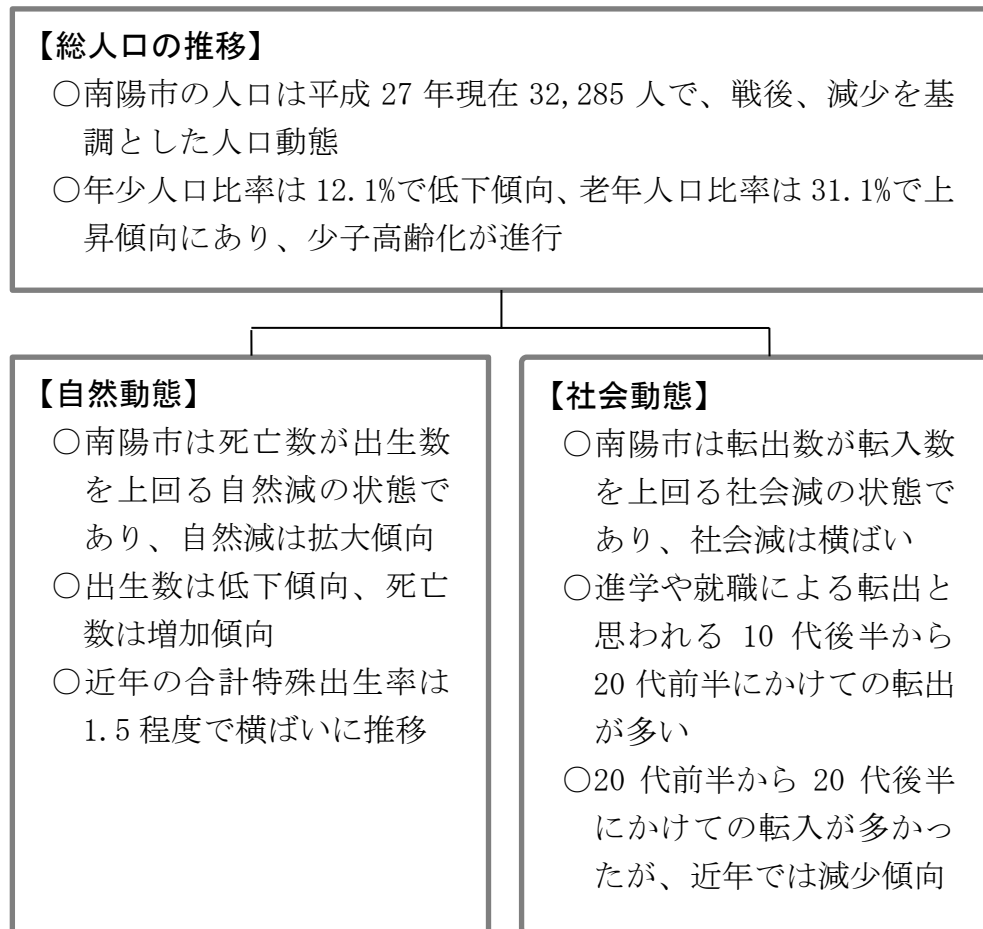 【総人口の推移】
○南陽市の人口は平成 27 年現在 32,285 人で、戦後、減少を基
調とした人口動態
○年少人口比率は 12.1%で低下傾向、老年人口比率は 31.1%で上
昇傾向にあり、少子高齢化が進行
【自然動態】
○南陽市は死亡数が出生数
を上回る自然減の状態で
あり、自然減は拡大傾向
○出生数は低下傾向、死亡
数は増加傾向
○近年の合計特殊出生率は
1.5 程度で横ばいに推移
【社会動態】
○南陽市は転出数が転入数
を上回る社会減の状態で
あり、社会減は横ばい
○進学や就職による転出と
思われる 10 代後半から
20 代前半にかけての転出
が多い
○20 代前半から 20 代後半
にかけての転入が多かっ
たが、近年では減少傾向